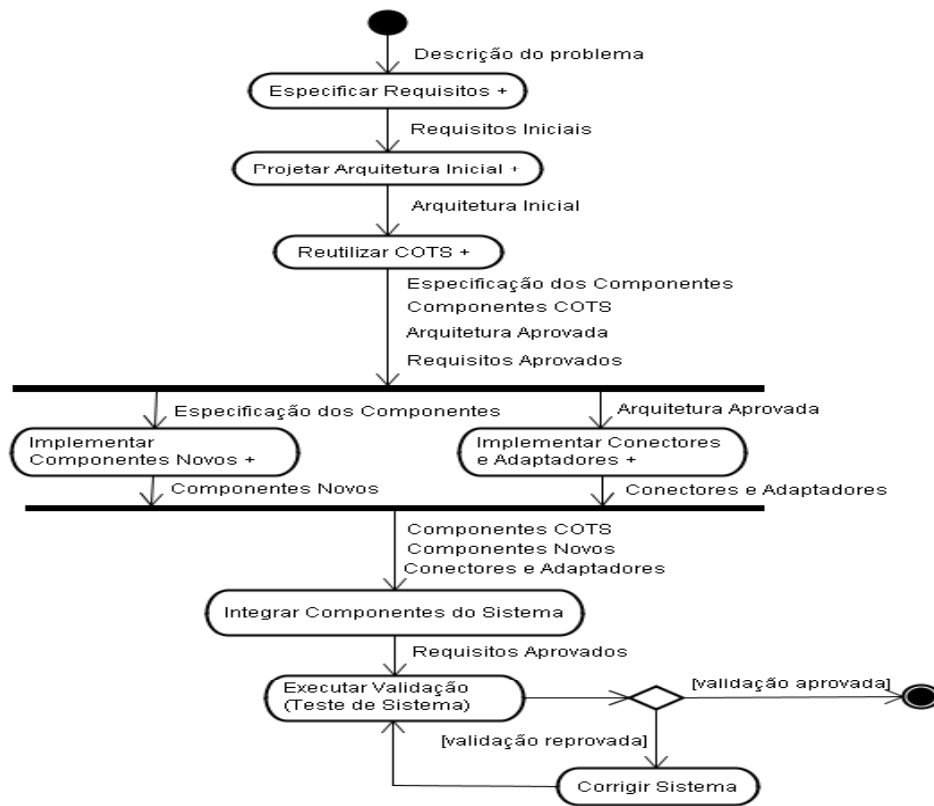 Descrição do problema
Especificar Requisitos +
Requisitos Iniciais
Projetar Arquitetura Inicial +
Arquitetura Inicial
Reutilizar COTS +
Especificação dos Componentes
Componentes COTS
Arquitetura Aprovada
Requisitos Aprovados
Especificação dos Componentes
Arquitetura Aprovada
Implementar
Componentes Novos +
Implementar Conectores
e Adaptadores +
Componentes Novos
Conectores e Adaptadores
Componentes COTS
Componentes Novos
Conectores e Adaptadores
Integrar Componentes do Sistema
Requisitos Aprovados
Executar Validação
(Teste de Sistema)
[validação aprovada]
[validação reprovada]
Corrigir Sistema